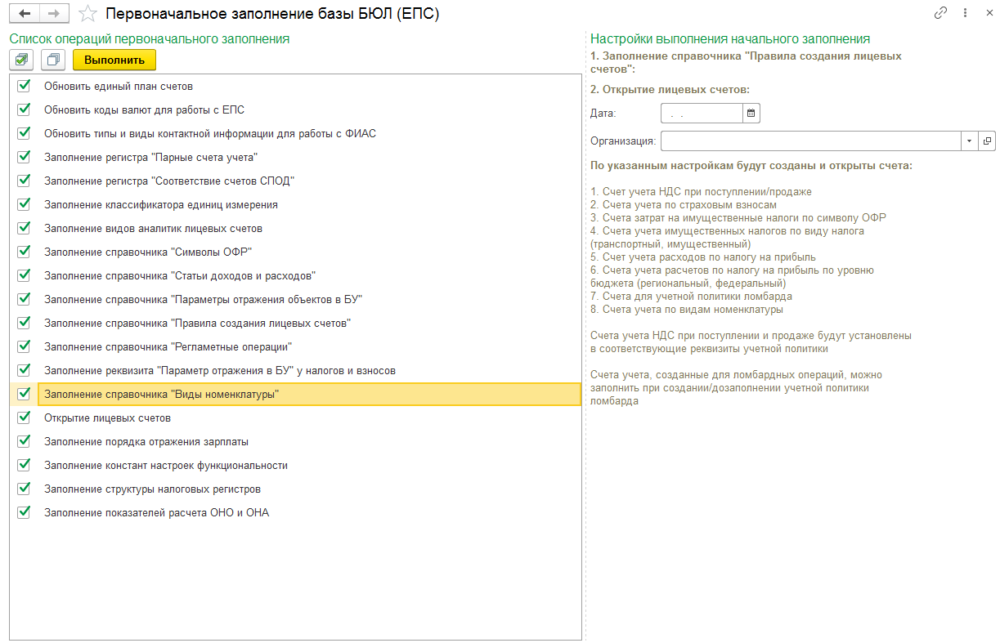 Первоначальное заполнение базы БЮЛ (ЕПС)
Список операций первоначального заполнения
Выполнить
Обновить единый план счетов
Обновить коды валют для работы с ЕПС
Обновить типы и виды контактной информации для работы с ФИАС
Заполнение регистра "Парные счета учета"
Заполнение регистра "Соответствие счетов СПОД"
Заполнение классификатора единиц измерения
Заполнение видов аналитик лицевых счетов
Заполнение справочника "Символы ОФР"
Заполнение справочника "Статьи доходов и расходов"
Заполнение справочника "Параметры отражения объектов в БУ"
Заполнение справочника "Правила создания лицевых счетов"
Заполнение справочника "Регламетные операции"
Заполнение реквизита "Параметр отражения в БУ" у налогов и взносов
Заполнение справочника "Виды номенклатуры"
Открытие лицевых счетов
Заполнение порядка отражения зарплаты
Заполнение констант настроек функциональности
Заполнение структуры налоговых регистров
Заполнение показателей расчета ОНО и ОНА
Настройки выполнения начального заполнения
1. Заполнение справочника "Правила создания лицевых
счетов":
2. Открытие лицевых счетов:
Дата:
. .
Организация:
По указанным настройкам будут созданы и открыты счета:
1. Счет учета НДС при поступлении/продаже
2. Счета учета по страховым взносам
3. Счета затрат на имущественные налоги по символу ОФР
4. Счета учета имущественных налогов по виду налога
(транспортный, имущественный)
5. Счет учета расходов по налогу на прибыль
6. Счета учета расчетов по налогу на прибыль по уровню
бюджета (региональный, федеральный)
7. Счета для учетной политики ломбарда
8. Счета учета по видам номенклатуры
Счета учета НДС при поступлении и продаже будут установлены
в соответствующие реквизиты учетной политики
Счета учета, созданные для ломбардных операций, можно
заполнить при создании/дозаполнении учетной политики
ломбарда